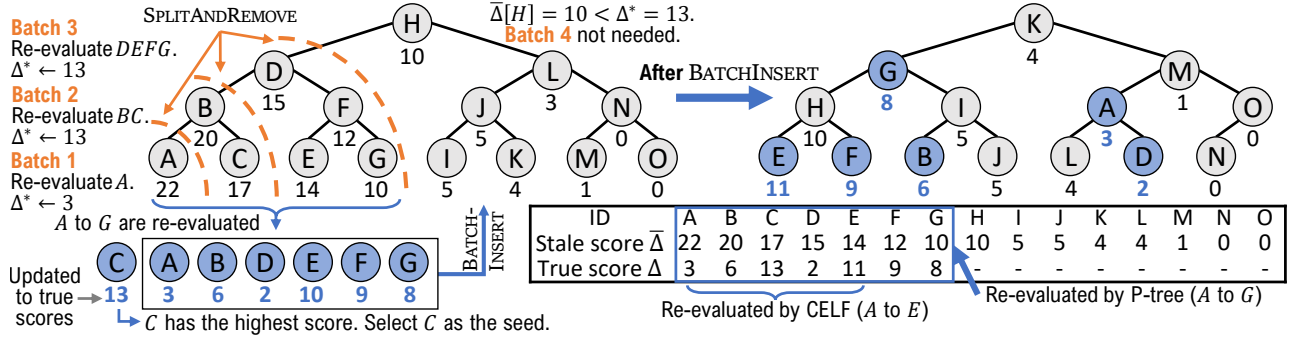 SPLITANDREMOVE
Batch 3
Re-evaluate DEFG.
Δ* ← 13
Batch 2
Re-evaluate BC.
Δ* ← 13
Batch 1
Re-evaluate A.
Δ* ← 3
H
10
D
15
L
3
B
20
F
12
J
5
N
0
A
22
C
17
E
14
G
10
I
5
K
4
M
1
O
0
Δ̅[H] = 10 < Δ* = 13.
Batch 4 not needed.
After BATCHINSERT
K
4
G
8
M
1
H
10
I
5
A
3
O
0
E
11
F
9
B
6
J
5
L
4
D
2
N
0
A to G are re-evaluated
C A B D E F G
13 3 6 2 10 9 8
Updated
to true
scores
C has the highest score. Select C as the seed.
BATCH-
INSERT
ID A B C D E F G H I J K L M N O
Stale score Δ̅ 22 20 17 15 14 12 10 10 5 5 4 4 1 0 0
True score Δ 3 6 13 2 11 9 8 - - - - - - - -
Re-evaluated by CELF (A to E)
Re-evaluated by P-tree (A to G)